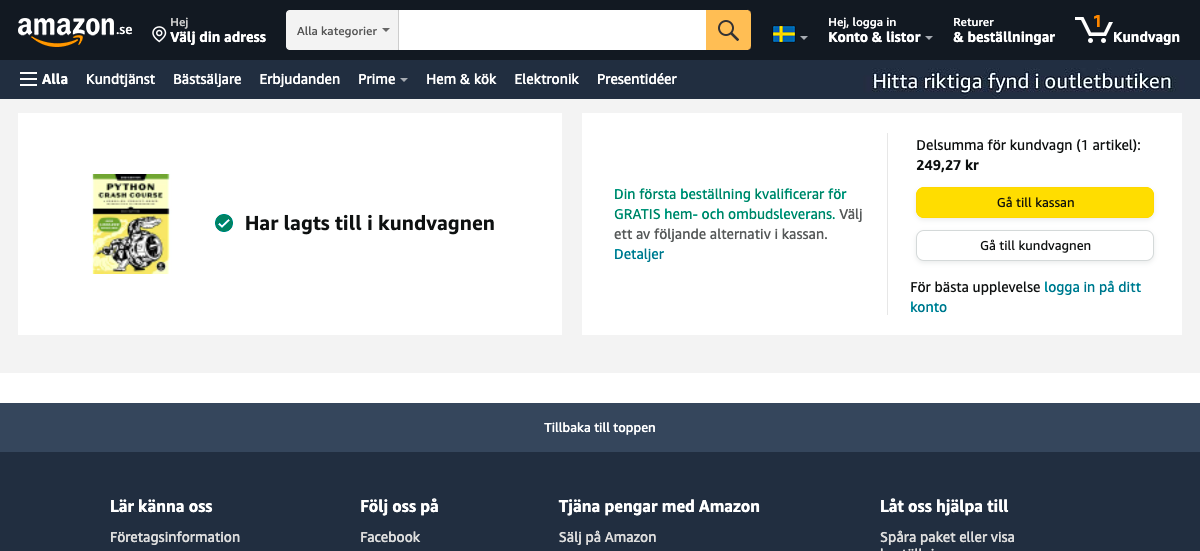 amazon.se
Hej
Välj din adress
Alla kategorier
Hej, logga in
Konto & listor
Returer
& beställningar
1
Kundvagn
Alla
Kundtjänst
Bästsäljare
Erbjudanden
Prime
Hem & kök
Elektronik
Presentidéer
Hitta riktiga fynd i outletbutiken
PYTHON
CRASH COURSE
Har lagts till i kundvagnen
Din första beställning kvalificerar för
GRATIS hem- och ombudsleverans. Välj
ett av följande alternativ i kassan.
Detaljer
Delsumma för kundvagn (1 artikel):
249,27 kr
Gå till kassan
Gå till kundvagnen
För bästa upplevelse logga in på ditt
konto
Tillbaka till toppen
Lär känna oss
Följ oss på
Tjäna pengar med Amazon
Låt oss hjälpa till
Företagsinformation
Facebook
Sälj på Amazon
Spåra paket eller visa